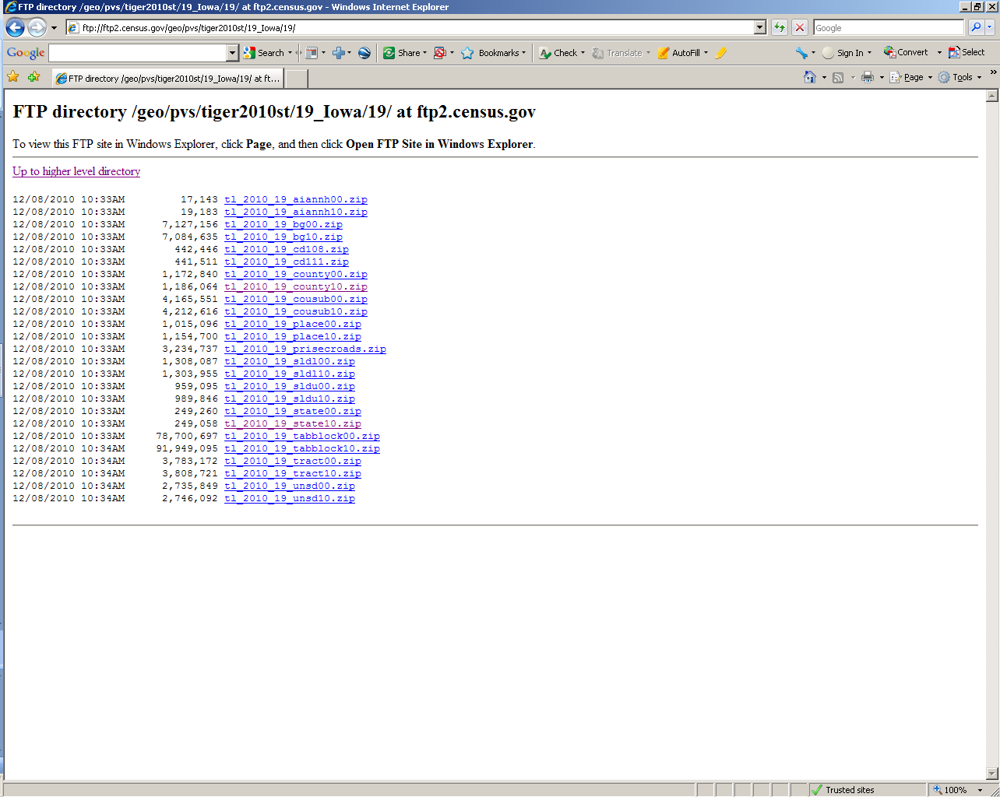 FTP directory /geo/pvs/tiger2010st/19_Iowa/19/ at ftp2.census.gov - Windows Internet Explorer
ftp://ftp2.census.gov/geo/pvs/tiger2010st/19_Iowa/19/ Google
Google Search Share Bookmarks Check Translate AutoFill Sign In Convert Select
FTP directory /geo/pvs/tiger2010st/19_Iowa/19/ at ft... Page Tools
FTP directory /geo/pvs/tiger2010st/19_Iowa/19/ at ftp2.census.gov
To view this FTP site in Windows Explorer, click Page, and then click Open FTP Site in Windows Explorer.
Up to higher level directory
12/08/2010 10:33AM 17,143 tl_2010_19_aiannh00.zip
12/08/2010 10:33AM 19,183 tl_2010_19_aiannh10.zip
12/08/2010 10:33AM 7,127,156 tl_2010_19_bg00.zip
12/08/2010 10:33AM 7,084,635 tl_2010_19_bg10.zip
12/08/2010 10:33AM 442,446 tl_2010_19_cd108.zip
12/08/2010 10:33AM 441,511 tl_2010_19_cd111.zip
12/08/2010 10:33AM 1,172,840 tl_2010_19_county00.zip
12/08/2010 10:33AM 1,186,064 tl_2010_19_county10.zip
12/08/2010 10:33AM 4,165,551 tl_2010_19_cousub00.zip
12/08/2010 10:33AM 4,212,616 tl_2010_19_cousub10.zip
12/08/2010 10:33AM 1,015,096 tl_2010_19_place00.zip
12/08/2010 10:33AM 1,154,700 tl_2010_19_place10.zip
12/08/2010 10:33AM 3,234,737 tl_2010_19_prisecroads.zip
12/08/2010 10:33AM 1,308,087 tl_2010_19_sldl00.zip
12/08/2010 10:33AM 1,303,955 tl_2010_19_sldl10.zip
12/08/2010 10:33AM 959,095 tl_2010_19_sldu00.zip
12/08/2010 10:33AM 989,846 tl_2010_19_sldu10.zip
12/08/2010 10:33AM 249,260 tl_2010_19_state00.zip
12/08/2010 10:33AM 249,058 tl_2010_19_state10.zip
12/08/2010 10:33AM 78,700,697 tl_2010_19_tabblock00.zip
12/08/2010 10:34AM 91,949,095 tl_2010_19_tabblock10.zip
12/08/2010 10:34AM 3,783,172 tl_2010_19_tract00.zip
12/08/2010 10:34AM 3,808,721 tl_2010_19_tract10.zip
12/08/2010 10:34AM 2,735,849 tl_2010_19_unsd00.zip
12/08/2010 10:34AM 2,746,092 tl_2010_19_unsd10.zip
Trusted sites 100%